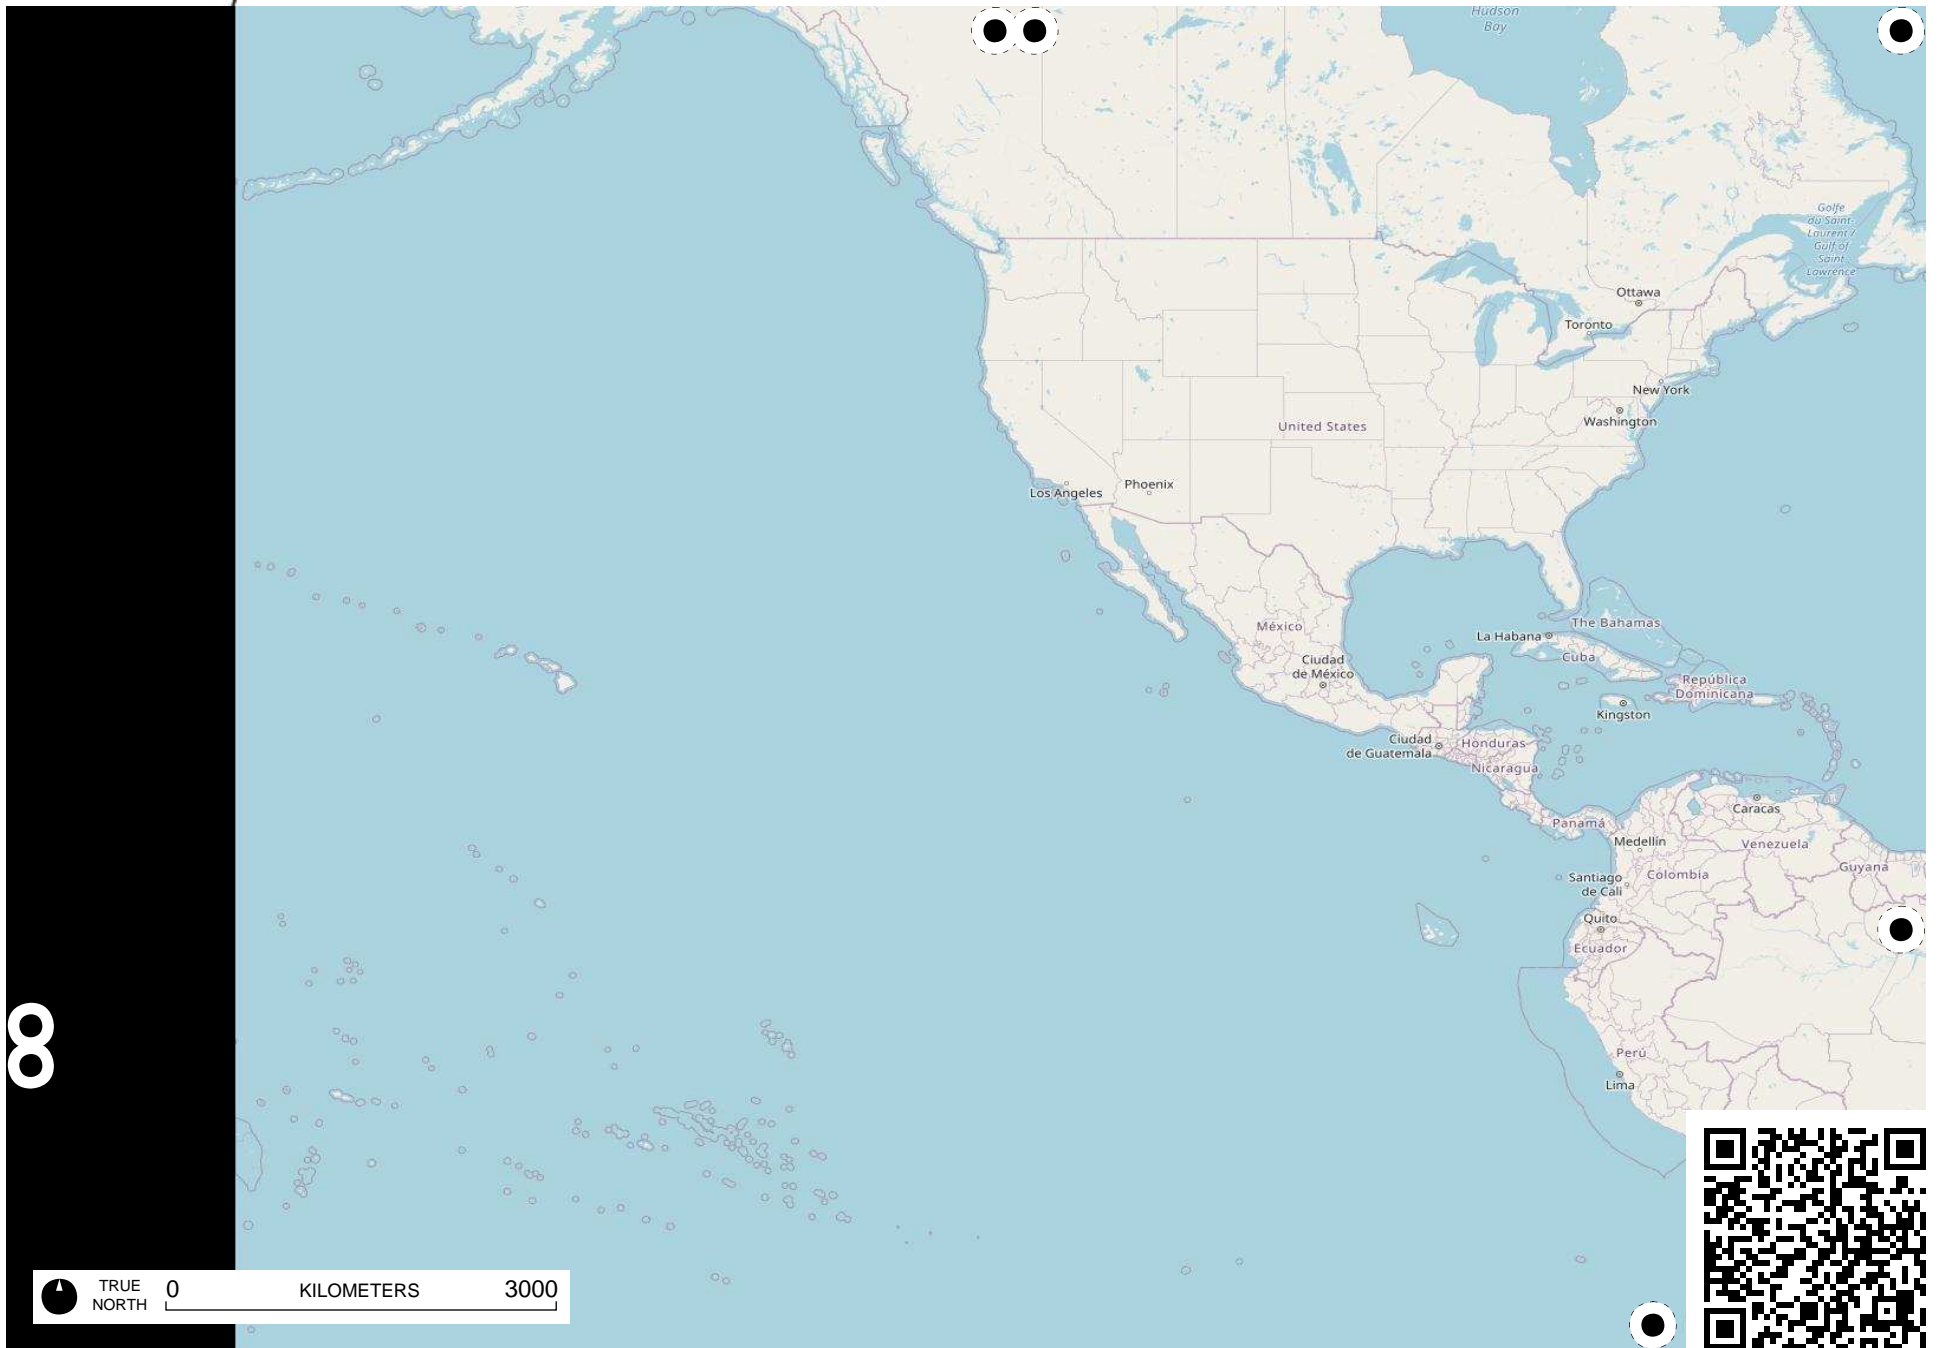 Hudson
Bay
Golfe
du Saint-
Laurent /
Gulf of
Saint
Lawrence
Ottawa
Toronto
New York
Washington
United States
Los Angeles
Phoenix
México
Ciudad
de México
La Habana
The Bahamas
Cuba
República
Dominicana
Kingston
Ciudad
de Guatemala
Honduras
Nicaragua
Panamá
Caracas
Medellín
Venezuela
Guyana
Santiago
de Cali
Colombia
Quito
Ecuador
Perú
Lima
TRUE
NORTH
0 KILOMETERS 3000